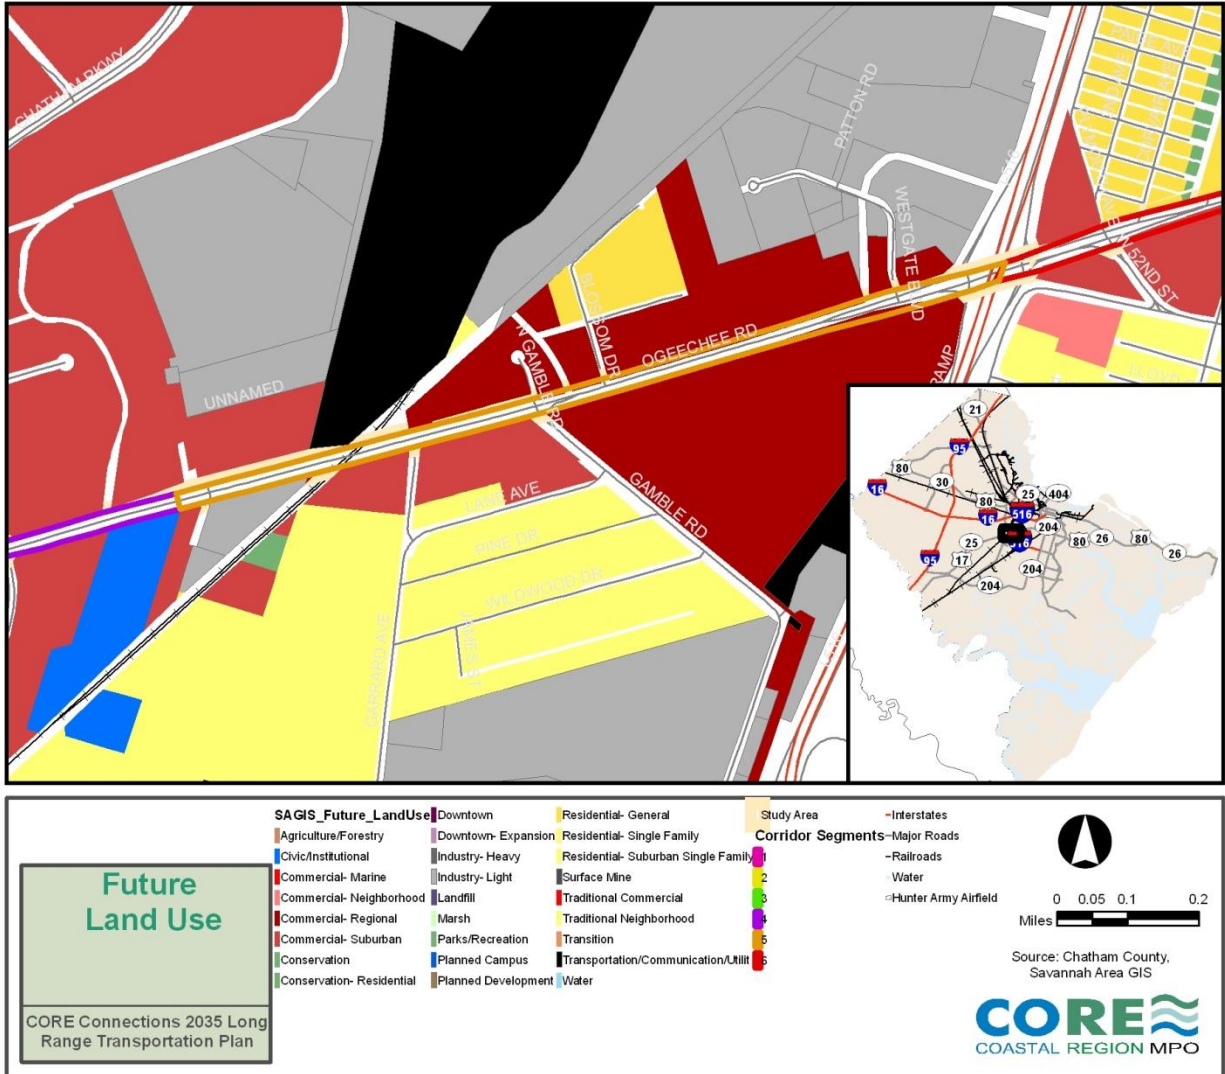 CHATHAM PKWY
PATTON RD
WESTGATE BLVD
N 52ND ST
BLOSSOM DR
OGEECHEE RD
N GAMBLE RD
UNNAMED
LANE AVE
PINE DR
WILDWOOD DR
JAMES ST
GARRARD AVE
GAMBLE RD
RAMP
21
95
80
16
30
80
25
404
516
16
204
25
17
95
204
204
80
26
80
26
SAGIS_Future_LandUse
Agriculture/Forestry
Civic/Institutional
Commercial- Marine
Commercial- Neighborhood
Commercial- Regional
Commercial- Suburban
Conservation
Conservation- Residential
Downtown
Downtown- Expansion
Industry- Heavy
Industry- Light
Landfill
Marsh
Parks/Recreation
Planned Campus
Planned Development
Residential- General
Residential- Single Family
Residential- Suburban Single Family
Surface Mine
Traditional Commercial
Traditional Neighborhood
Transition
Transportation/Communication/Utilit
Water
Study Area
Corridor Segments
1
2
3
4
5
6
Interstates
Major Roads
Railroads
Water
Hunter Army Airfield
0 0.05 0.1 0.2
Miles
Source: Chatham County,
Savannah Area GIS
CORE
COASTAL REGION MPO
Future
Land Use
CORE Connections 2035 Long
Range Transportation Plan